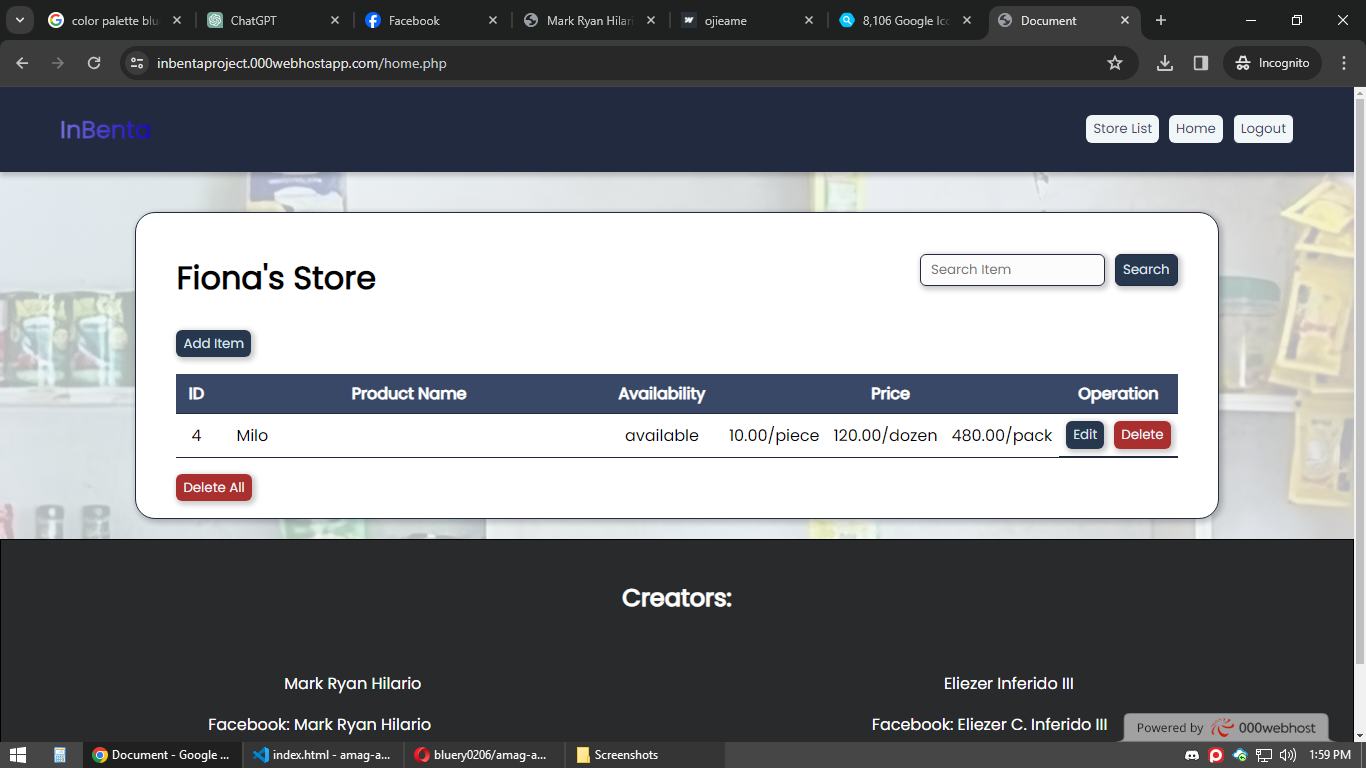 color palette blu
ChatGPT
Facebook
Mark Ryan Hilari
ojieame
8,106 Google Ico
Document
inbentaproject.000webhostapp.com/home.php
Incognito
InBenta
Store List
Home
Logout
Fiona's Store
Search Item
Search
Add Item
ID Product Name Availability Price Operation
4 Milo available 10.00/piece 120.00/dozen 480.00/pack Edit Delete
Delete All
Creators:
Mark Ryan Hilario
Eliezer Inferido III
Facebook: Mark Ryan Hilario
Facebook: Eliezer C. Inferido III
Powered by 000webhost
Document - Google ...
index.html - amag-a...
bluery0206/amag-a...
Screenshots
1:59 PM